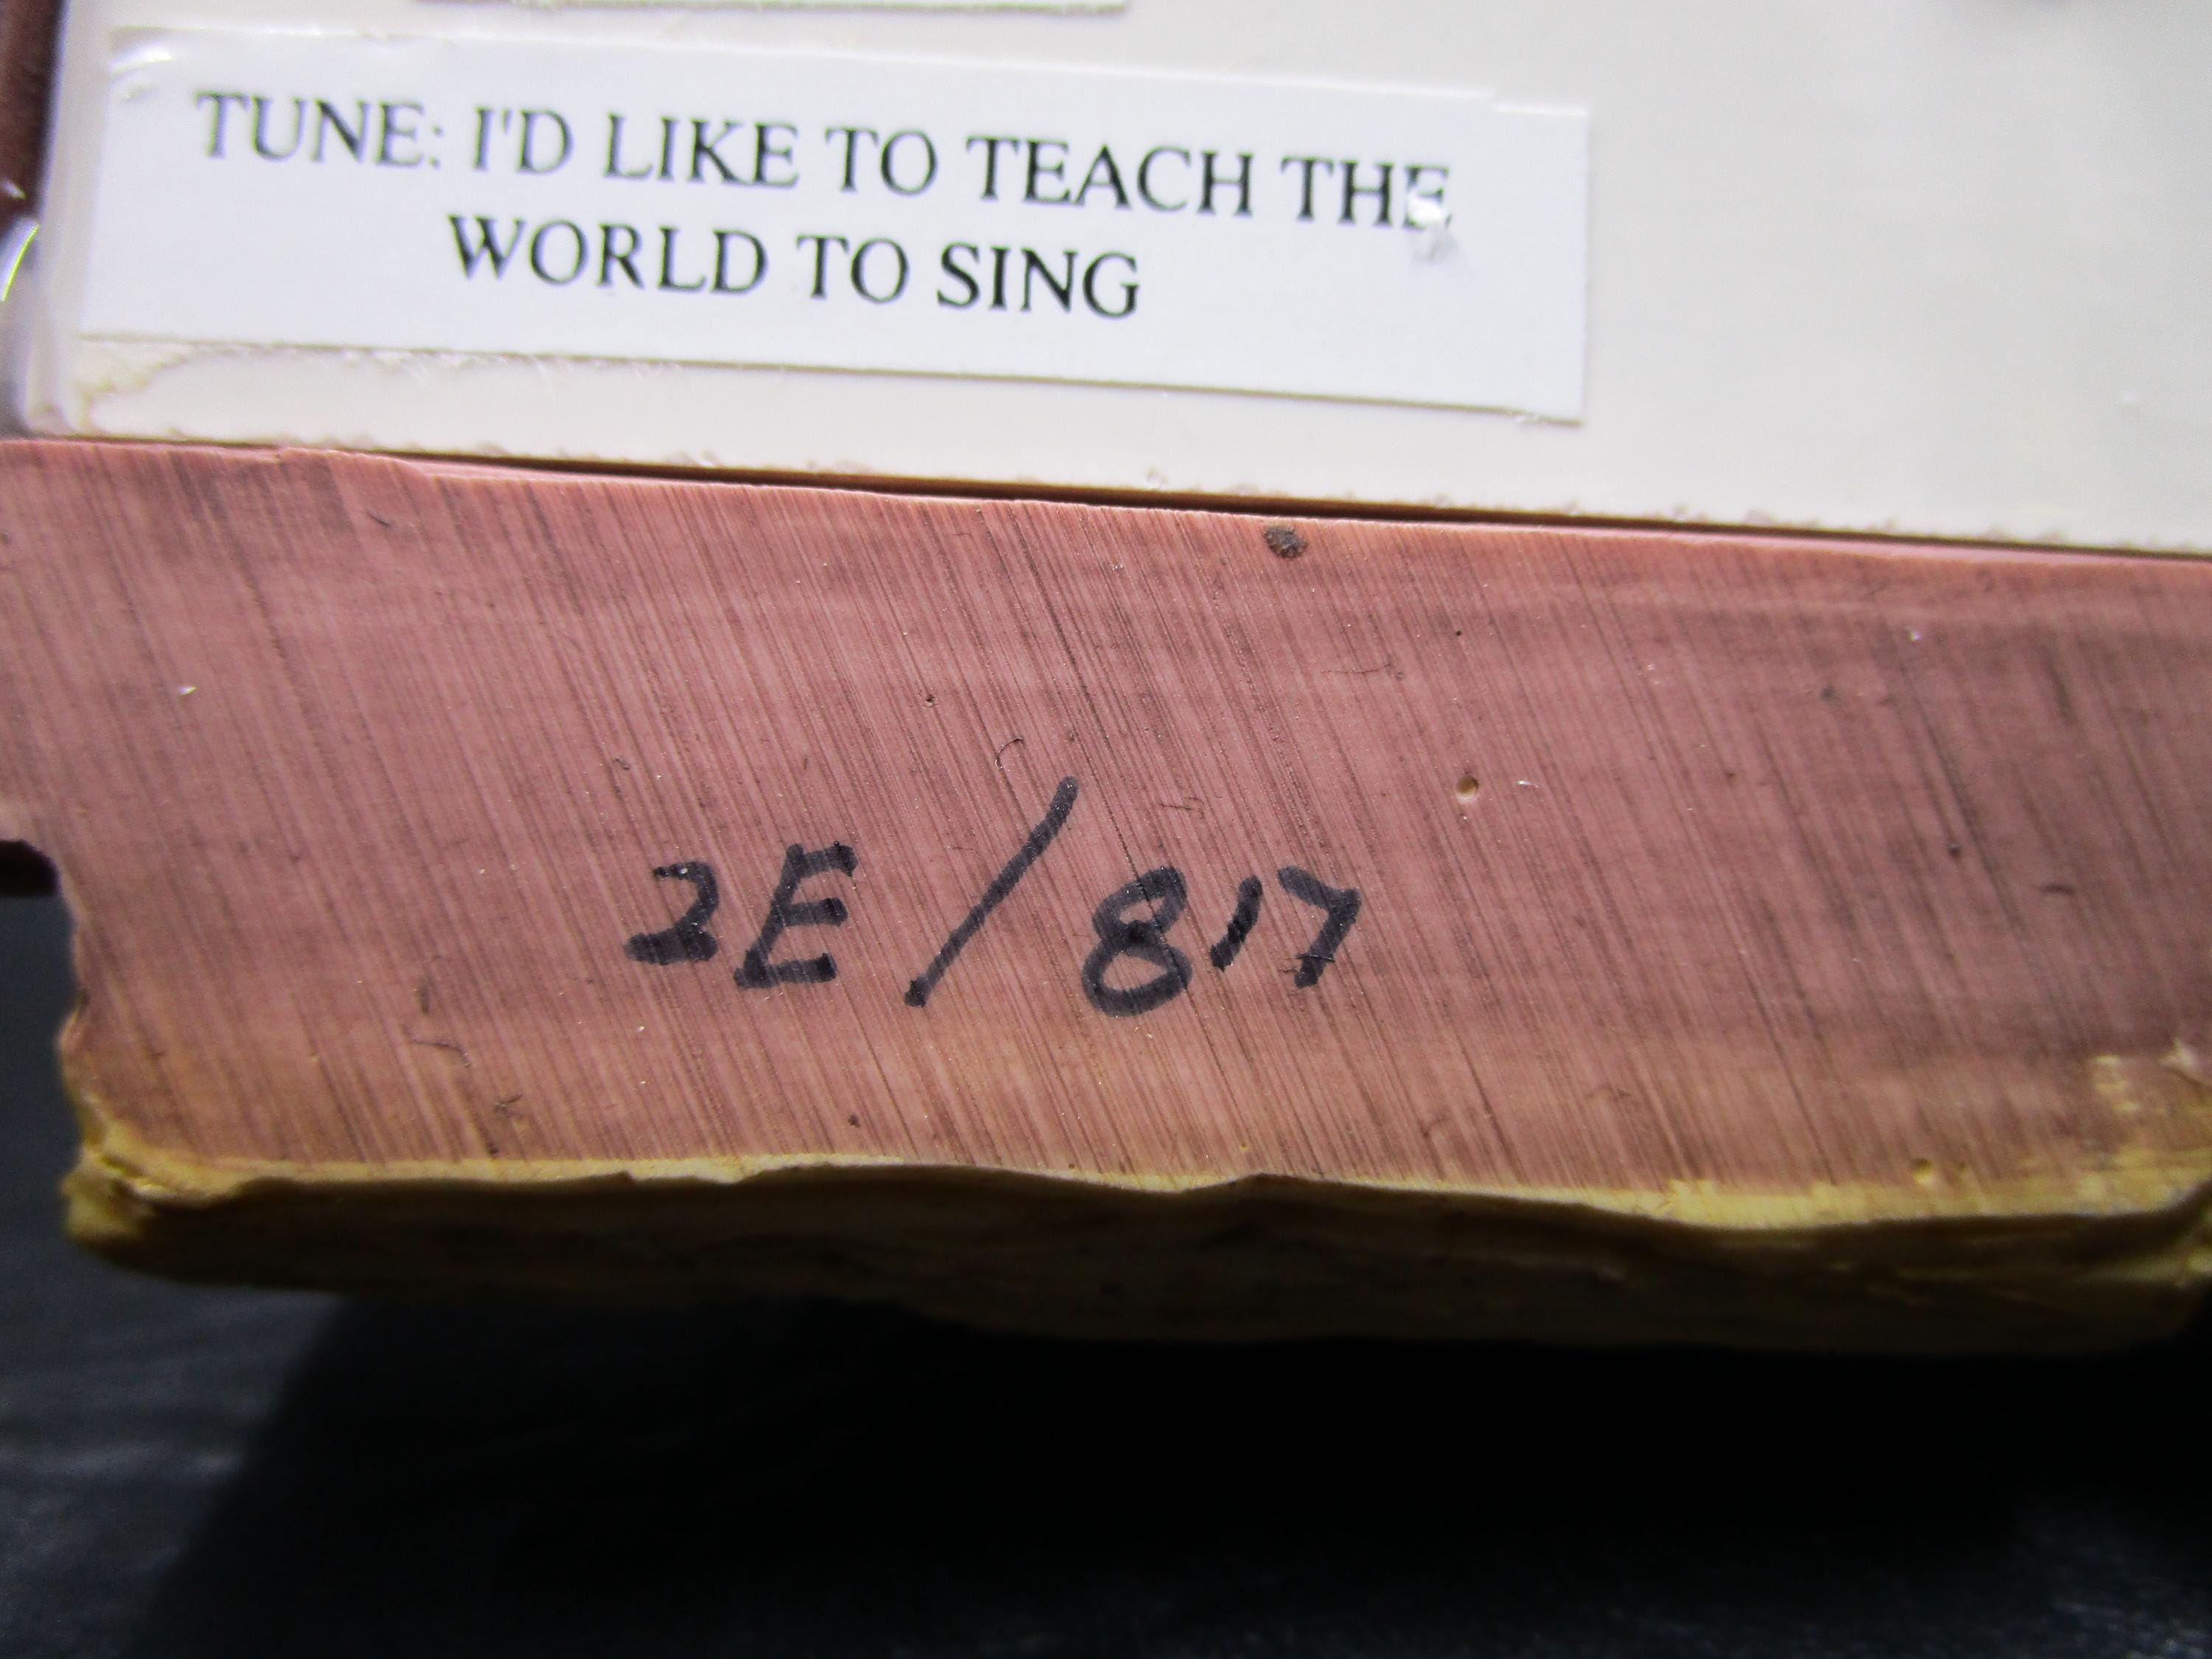 TUNE: I'D LIKE TO TEACH THE
WORLD TO SING
2E/817